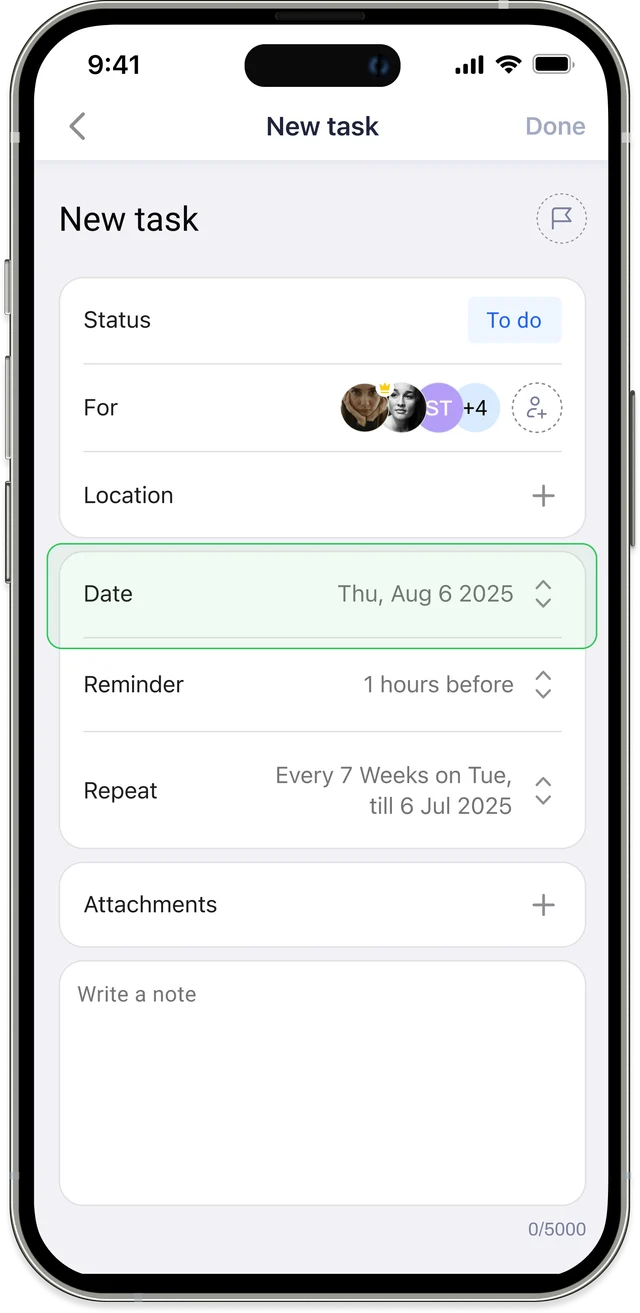 9:41
New task
Done
New task
Status
To do
For
ST
+4
Location
Date
Thu, Aug 6 2025
Reminder
1 hours before
Repeat
Every 7 Weeks on Tue,
till 6 Jul 2025
Attachments
Write a note
0/5000